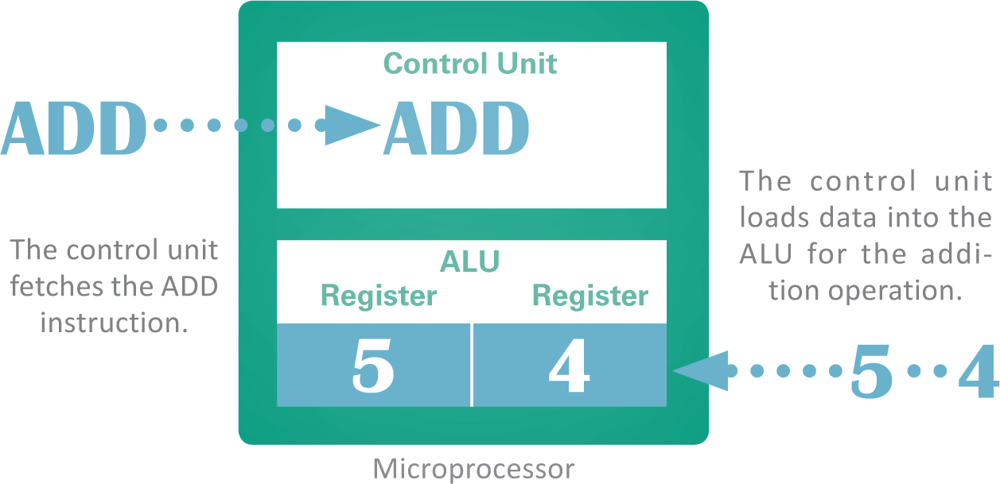 Control Unit
ADD
ADD
The control unit
fetches the ADD
instruction.
The control unit
loads data into the
ALU for the addi-
tion operation.
ALU
Register Register
5 4
5 4
Microprocessor